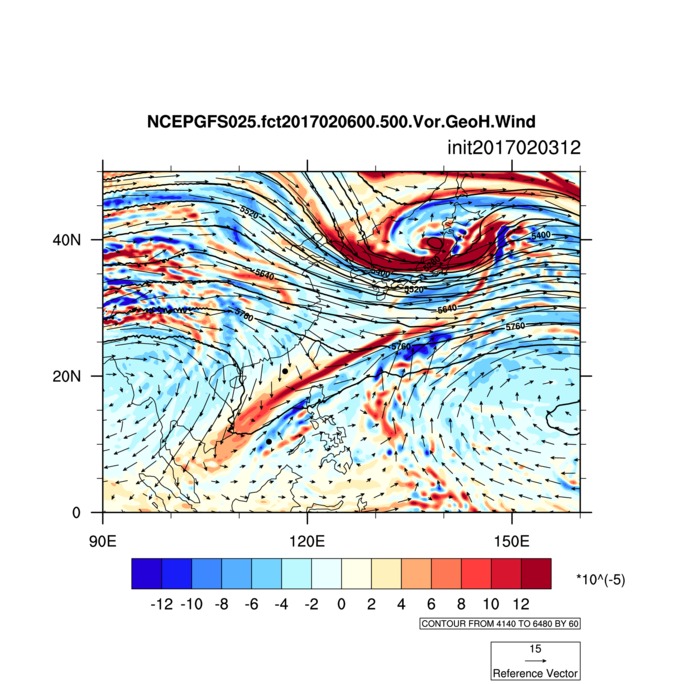 NCEPGFS025.fct2017020600.500.Vor.GeoH.Wind
init2017020312
5520
40N
5400
5640
5520
5640
5760
5760
5760
20N
0
90E 120E 150E
-12 -10 -8 -6 -4 -2 0 2 4 6 8 10 12
*10^(-5)
CONTOUR FROM 4140 TO 6480 BY 60
15
Reference Vector